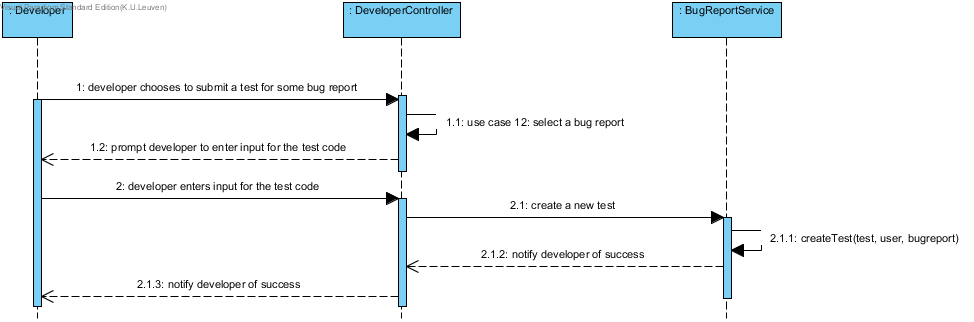 : Developer
Standard Edition(K.U.Leuven)
: DeveloperController
: BugReportService
1: developer chooses to submit a test for some bug report
1.1: use case 12: select a bug report
1.2: prompt developer to enter input for the test code
2: developer enters input for the test code
2.1: create a new test
2.1.1: createTest(test, user, bugreport)
2.1.2: notify developer of success
2.1.3: notify developer of success